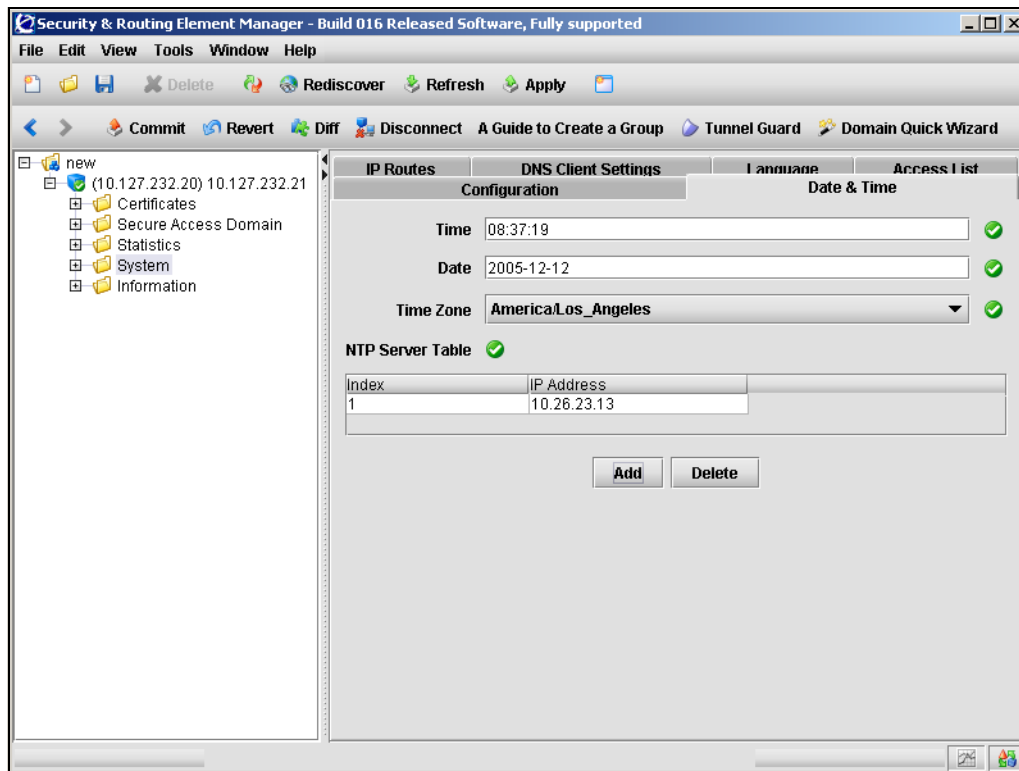 Security & Routing Element Manager - Build 016 Released Software, Fully supported
File Edit View Tools Window Help
Delete Rediscover Refresh Apply
Commit Revert Diff Disconnect A Guide to Create a Group Tunnel Guard Domain Quick Wizard
new
(10.127.232.20) 10.127.232.21
Certificates
Secure Access Domain
Statistics
System
Information
IP Routes DNS Client Settings Language Access List
Configuration Date & Time
Time 08:37:19
Date 2005-12-12
Time Zone America/Los_Angeles
NTP Server Table
Index IP Address
1 10.26.23.13
Add Delete